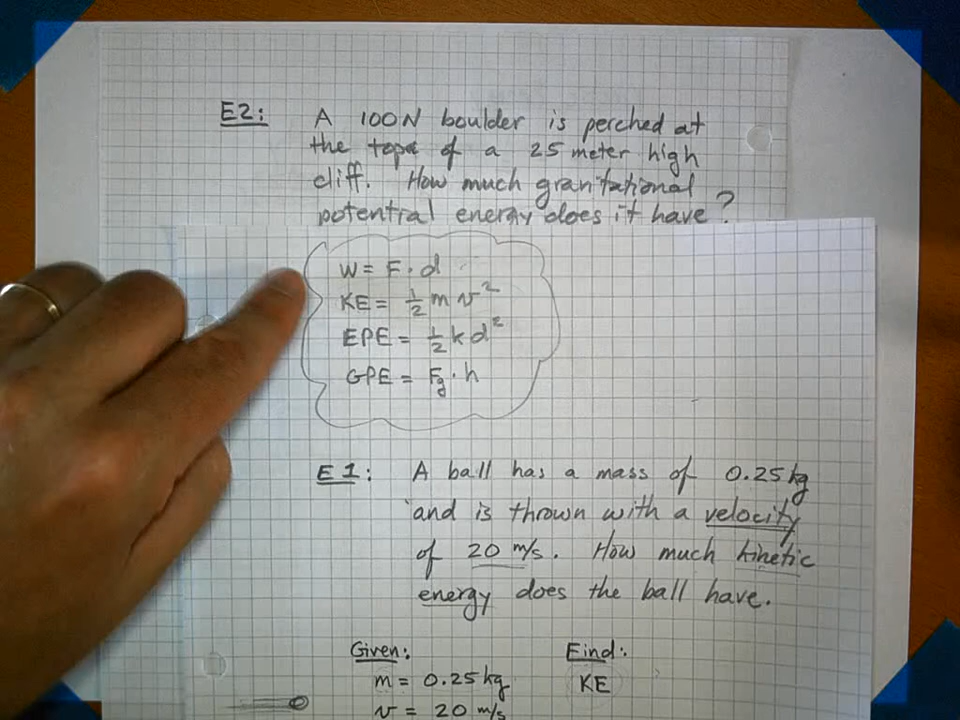 E2: A 100N boulder is perched at
the top of a 25 meter high
cliff. How much gravitational
potential energy does it have?
W = F · d
KE = ½ m v²
EPE = ½ k d²
GPE = Fg · h
E1: A ball has a mass of 0.25 kg
and is thrown with a velocity
of 20 m/s. How much kinetic
energy does the ball have.
Given: Find:
m = 0.25 kg KE
v = 20 m/s